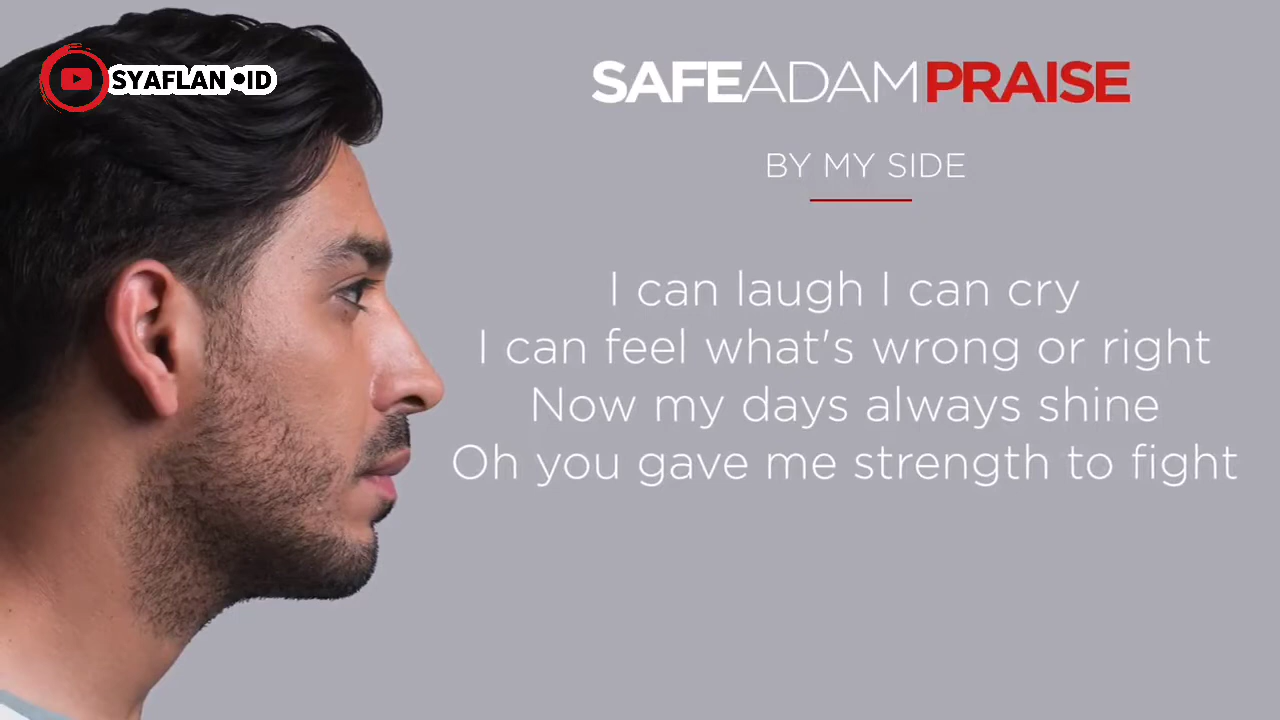 SYAFLAN•ID
SAFEADAMPRAISE
BY MY SIDE
I can laugh I can cry
I can feel what's wrong or right
Now my days always shine
Oh you gave me strength to fight